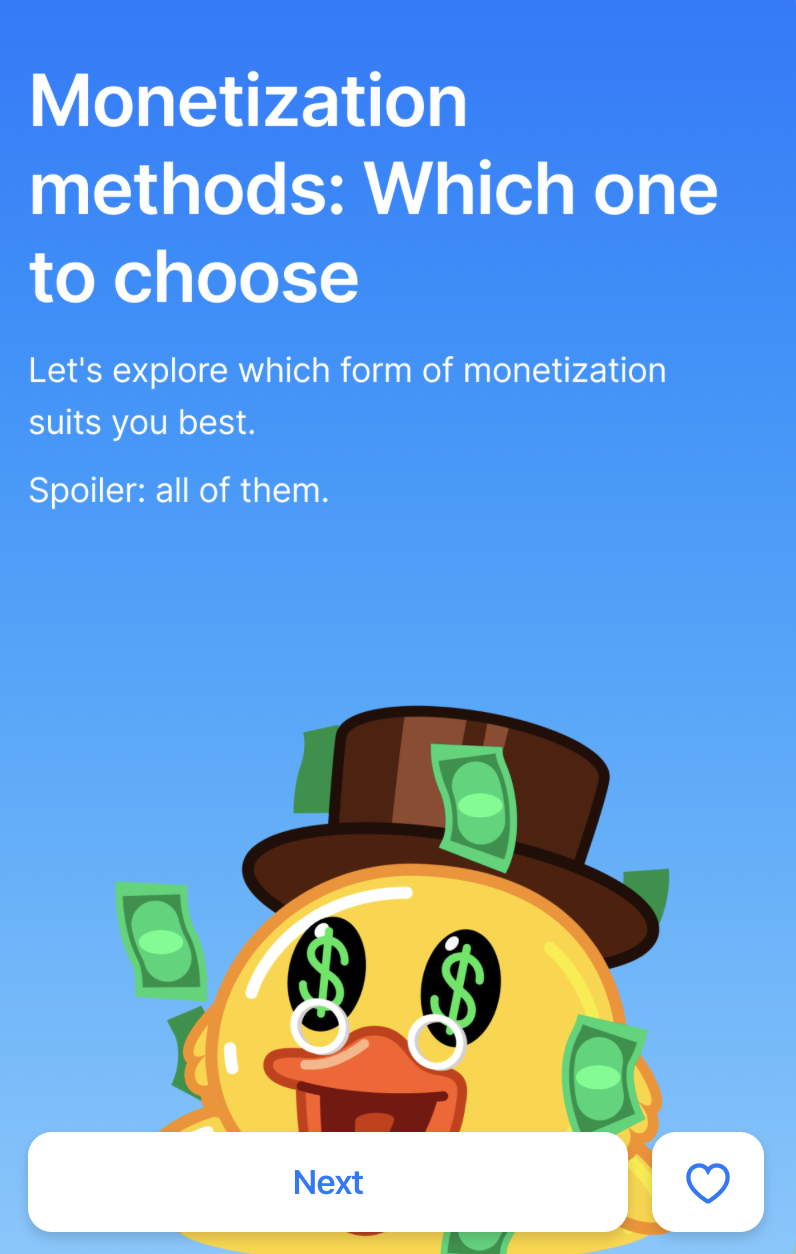 Monetization
methods: Which one
to choose
Let's explore which form of monetization
suits you best.
Spoiler: all of them.
$ $
Next